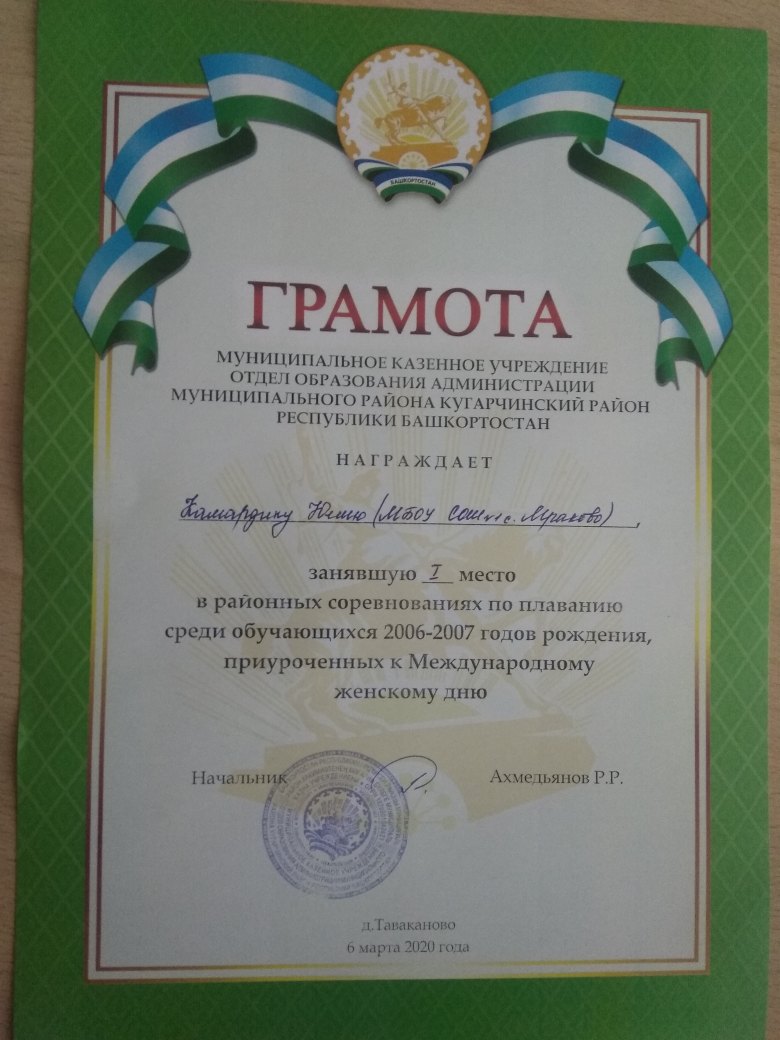 БАШКОРТОСТАН
ГРАМОТА
МУНИЦИПАЛЬНОЕ КАЗЕННОЕ УЧРЕЖДЕНИЕ
ОТДЕЛ ОБРАЗОВАНИЯ АДМИНИСТРАЦИИ
МУНИЦИПАЛЬНОГО РАЙОНА КУГАРЧИНСКИЙ РАЙОН
РЕСПУБЛИКИ БАШКОРТОСТАН
НАГРАЖДАЕТ
Камардину Юлию (МБОУ СОШ №1 с. Мраково),
занявшую I место
в районных соревнованиях по плаванию
среди обучающихся 2006-2007 годов рождения,
приуроченных к Международному
женскому дню
Начальник Ахмедьянов Р.Р.
д.Таваканово
6 марта 2020 года